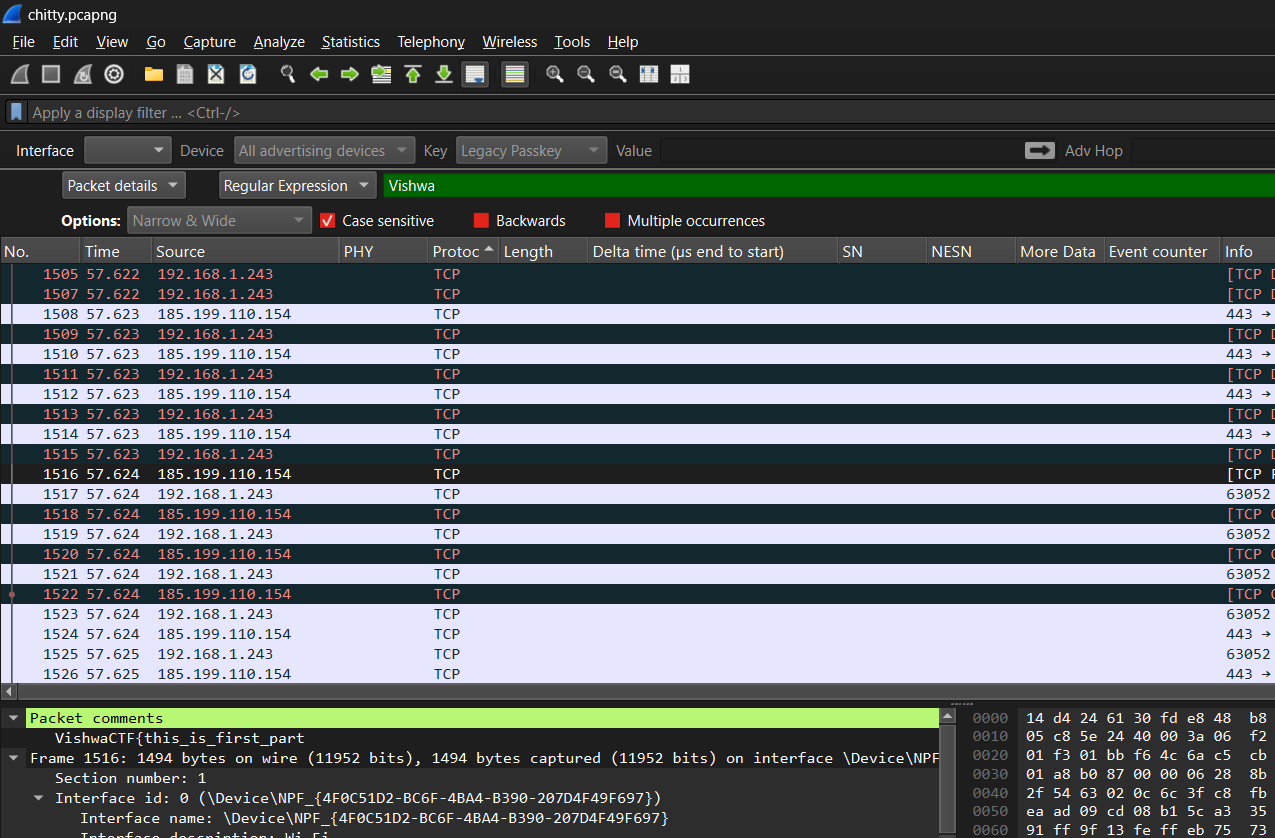 chitty.pcapng
File Edit View Go Capture Analyze Statistics Telephony Wireless Tools Help
Apply a display filter … <Ctrl-/>
Interface Device All advertising devices Key Legacy Passkey Value Adv Hop
Packet details Regular Expression Vishwa
Options: Narrow & Wide Case sensitive Backwards Multiple occurrences
No. Time Source PHY Protoc Length Delta time (µs end to start) SN NESN More Data Event counter Info
1505 57.622 192.168.1.243 TCP [TCP D
1507 57.622 192.168.1.243 TCP [TCP D
1508 57.623 185.199.110.154 TCP 443 →
1509 57.623 192.168.1.243 TCP [TCP D
1510 57.623 185.199.110.154 TCP 443 →
1511 57.623 192.168.1.243 TCP [TCP D
1512 57.623 185.199.110.154 TCP 443 →
1513 57.623 192.168.1.243 TCP [TCP D
1514 57.623 185.199.110.154 TCP 443 →
1515 57.623 192.168.1.243 TCP [TCP D
1516 57.624 185.199.110.154 TCP [TCP
1517 57.624 192.168.1.243 TCP 63052
1518 57.624 185.199.110.154 TCP [TCP
1519 57.624 192.168.1.243 TCP 63052
1520 57.624 185.199.110.154 TCP [TCP
1521 57.624 192.168.1.243 TCP 63052
1522 57.624 185.199.110.154 TCP [TCP
1523 57.624 192.168.1.243 TCP 63052
1524 57.624 185.199.110.154 TCP 443 →
1525 57.625 192.168.1.243 TCP 63052
1526 57.625 185.199.110.154 TCP 443 →
Packet comments 0000 14 d4 24 61 30 fd e8 48 b8
VishwaCTF{this_is_first_part 0010 05 c8 5e 24 40 00 3a 06 f2
Frame 1516: 1494 bytes on wire (11952 bits), 1494 bytes captured (11952 bits) on interface \Device\NPF 0020 01 f3 01 bb f6 4c 6a c5 cb
Section number: 1 0030 01 a8 b0 87 00 00 06 28 8b
Interface id: 0 (\Device\NPF_{4F0C51D2-BC6F-4BA4-B390-207D4F49F697}) 0040 2f 54 63 02 0c 6c 3f c8 fb
Interface name: \Device\NPF_{4F0C51D2-BC6F-4BA4-B390-207D4F49F697} 0050 ea ad 09 cd 08 b1 5c a3 35
Interface description: Wi-Fi 0060 91 ff 9f 13 fe ff eb 75 73